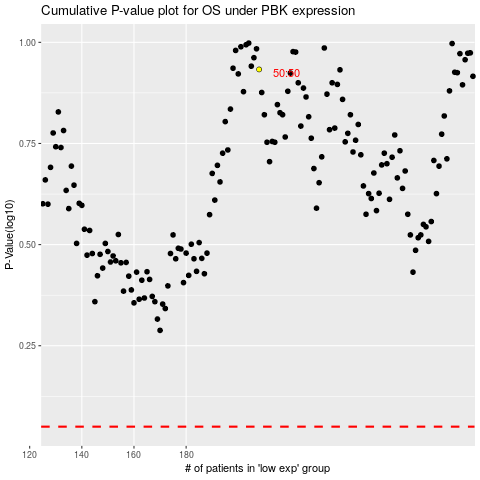 Cumulative P-value plot for OS under PBK expression
1.00
50:50
0.75
P-Value(log10)
0.50
0.25
120 140 160 180
# of patients in 'low exp' group